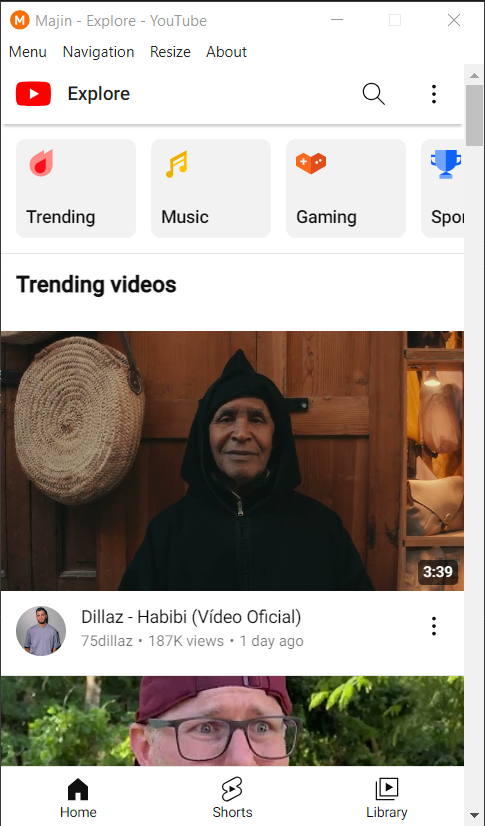 Majin - Explore - YouTube
Menu Navigation Resize About
Explore
Trending
Music
Gaming
Spor
Trending videos
3:39
Dillaz - Habibi (Vídeo Oficial)
75dillaz • 187K views • 1 day ago
Home
Shorts
Library